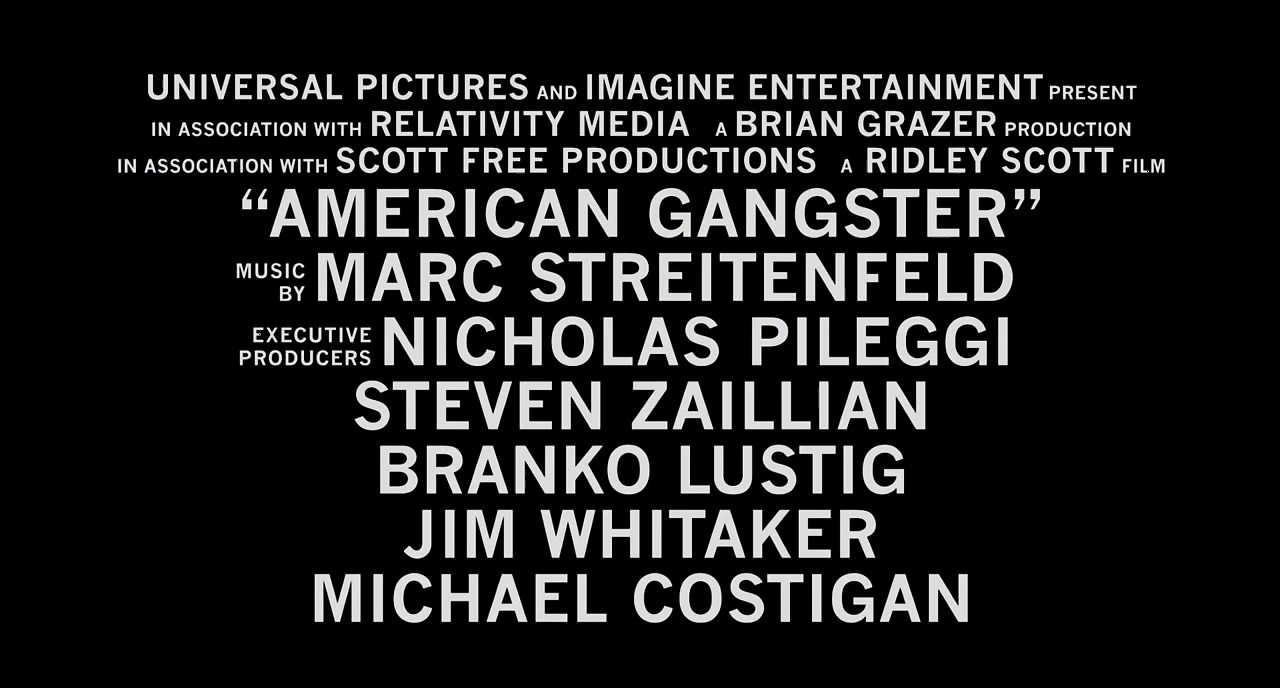 UNIVERSAL PICTURES AND IMAGINE ENTERTAINMENT PRESENT
IN ASSOCIATION WITH RELATIVITY MEDIA A BRIAN GRAZER PRODUCTION
IN ASSOCIATION WITH SCOTT FREE PRODUCTIONS A RIDLEY SCOTT FILM
“AMERICAN GANGSTER”
MUSIC BY MARC STREITENFELD
EXECUTIVE PRODUCERS NICHOLAS PILEGGI
STEVEN ZAILLIAN
BRANKO LUSTIG
JIM WHITAKER
MICHAEL COSTIGAN